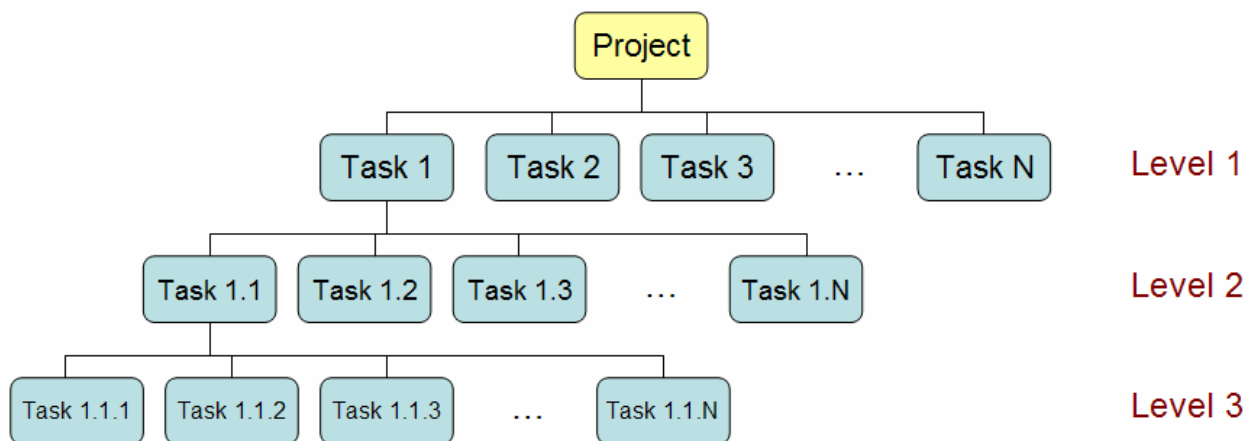 Project
Task 1 Task 2 Task 3 ... Task N Level 1
Task 1.1 Task 1.2 Task 1.3 ... Task 1.N Level 2
Task 1.1.1 Task 1.1.2 Task 1.1.3 ... Task 1.1.N Level 3